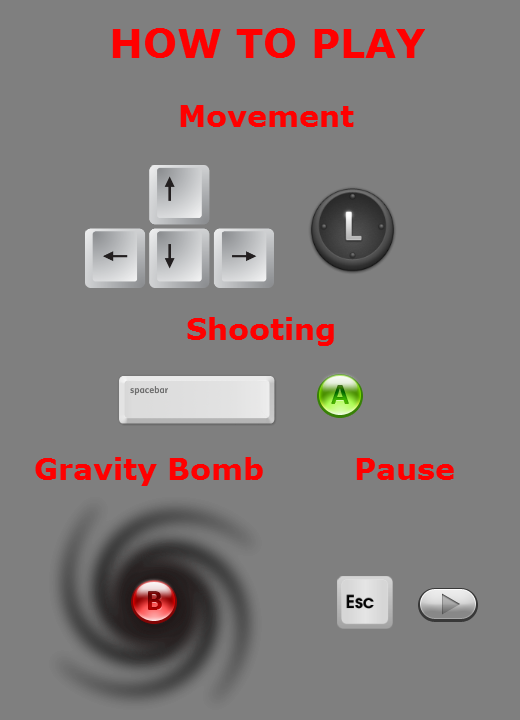 HOW TO PLAY
Movement
L
Shooting
spacebar
A
Gravity Bomb
Pause
B
Esc